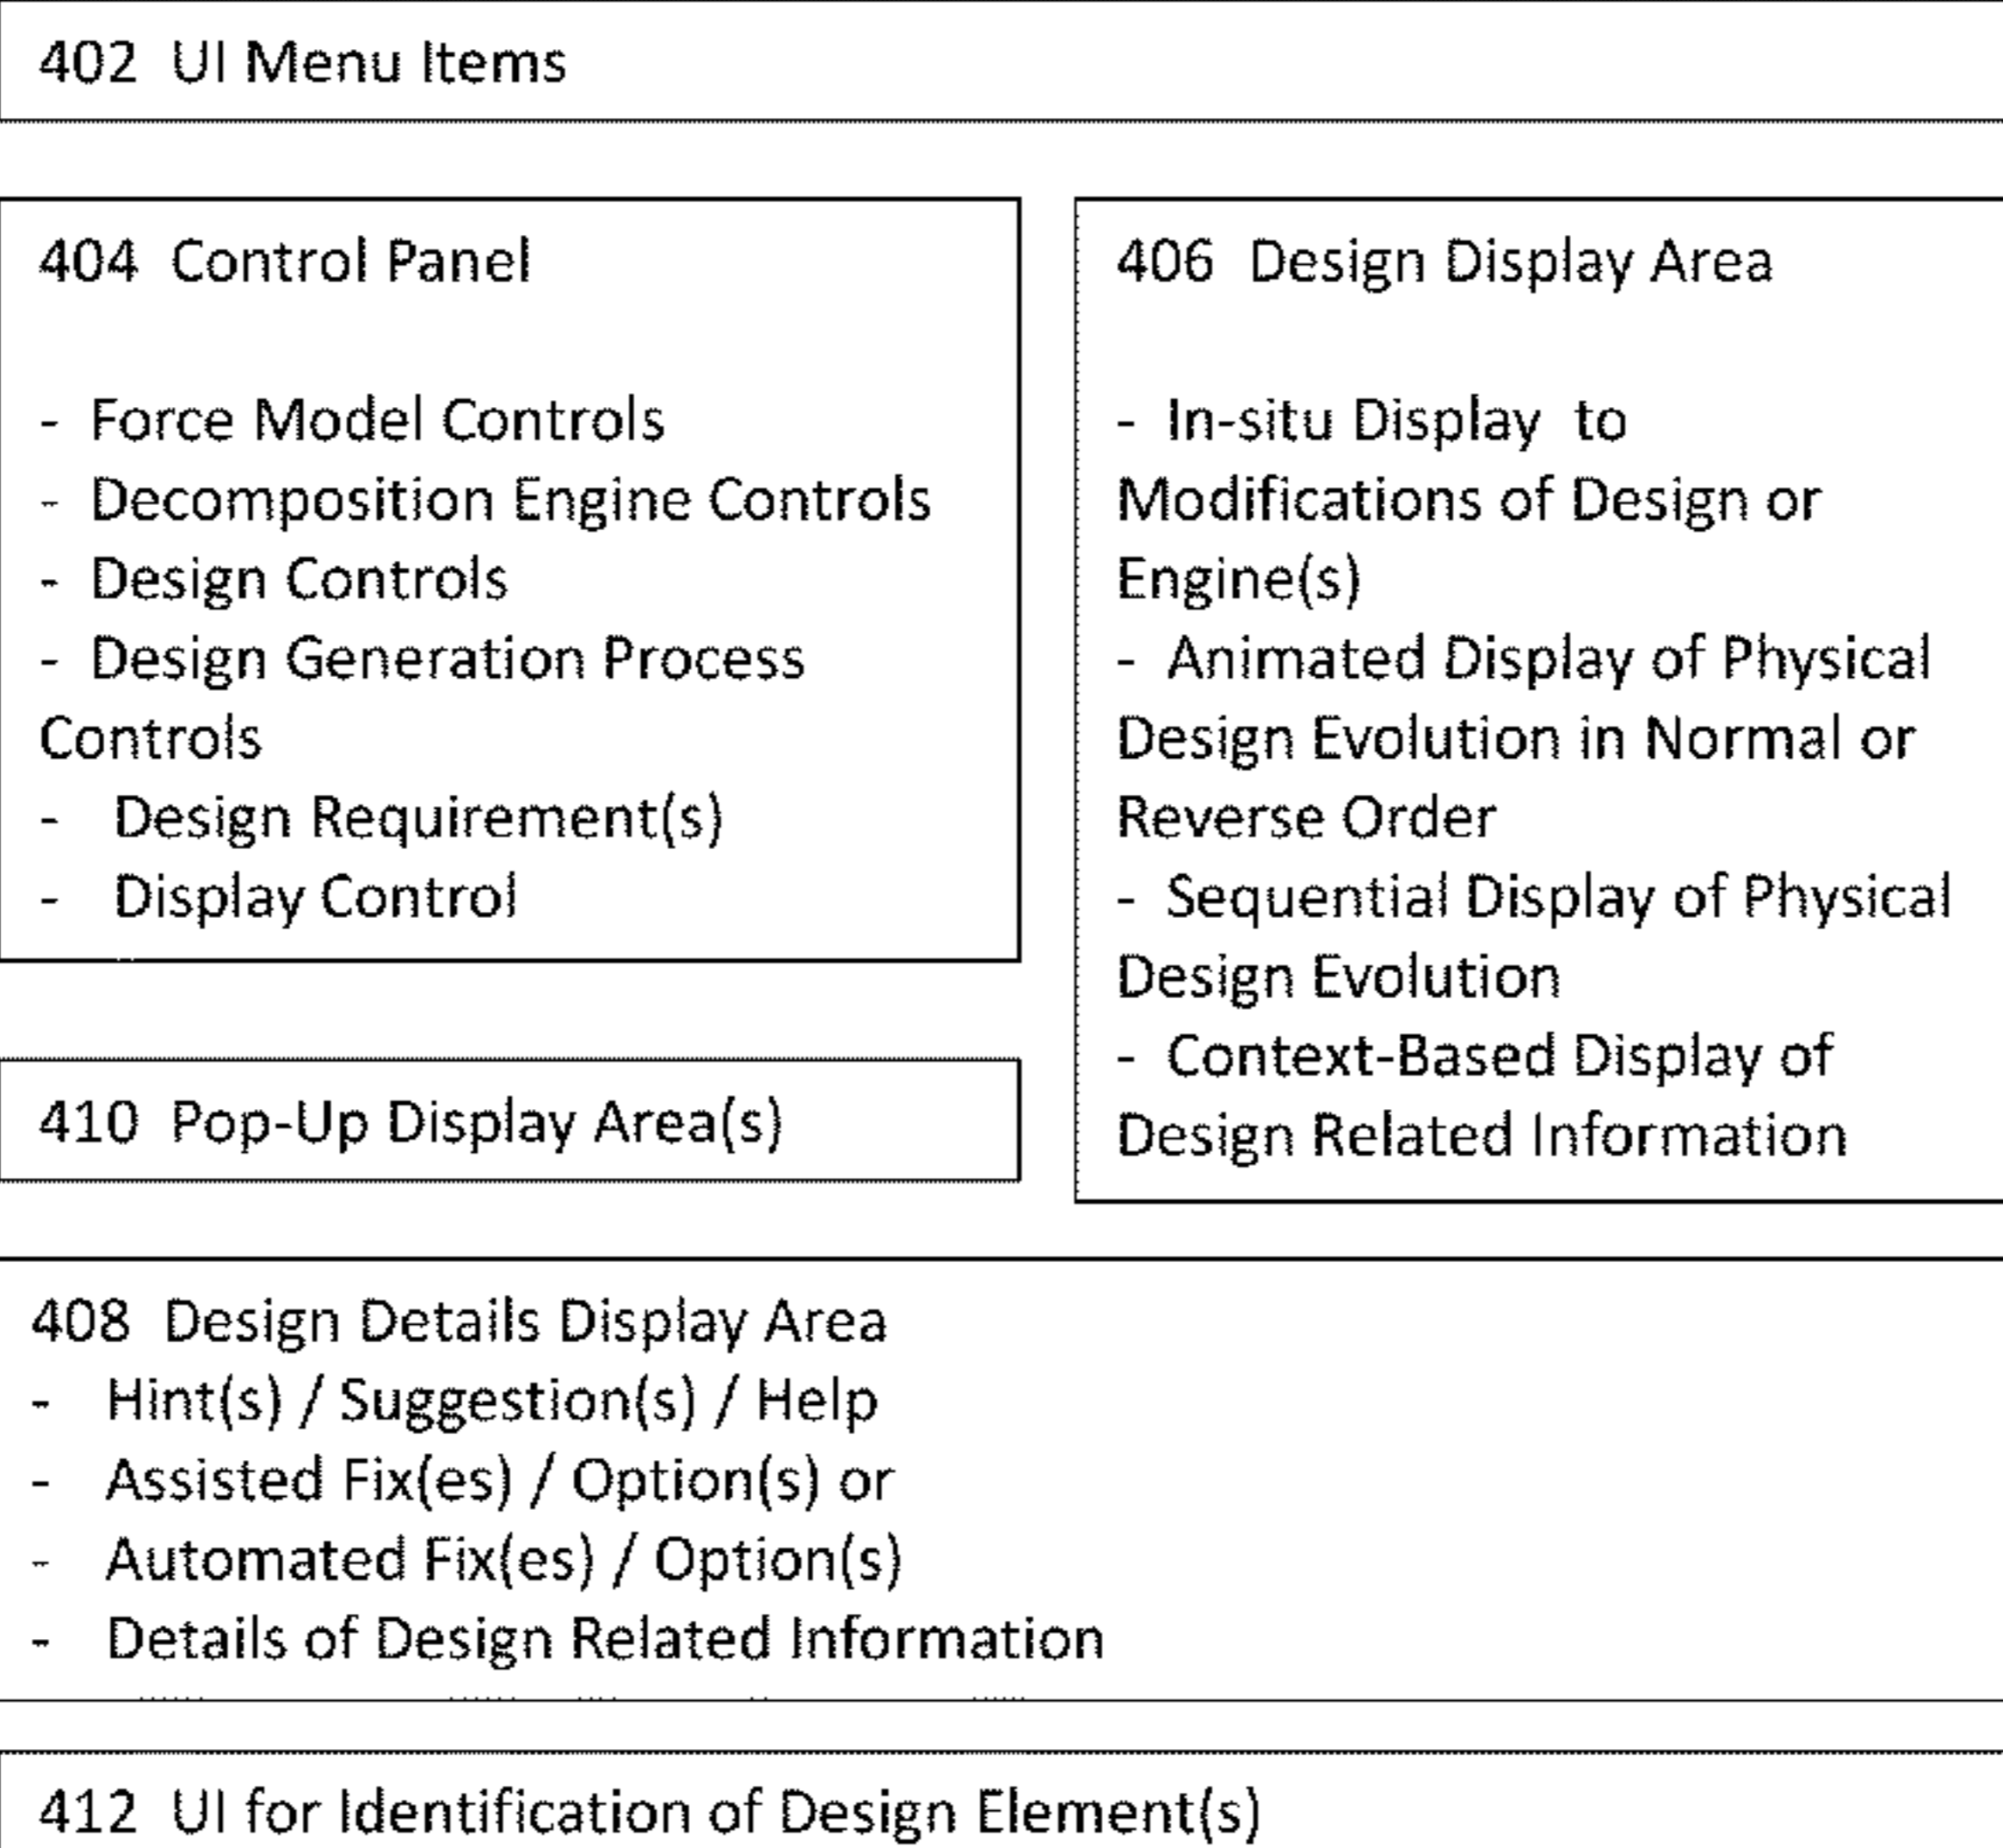 402 UI Menu Items
404 Control Panel
- Force Model Controls
- Decomposition Engine Controls
- Design Controls
- Design Generation Process
Controls
- Design Requirement(s)
- Display Control
406 Design Display Area
- In-situ Display to
Modifications of Design or
Engine(s)
- Animated Display of Physical
Design Evolution in Normal or
Reverse Order
- Sequential Display of Physical
Design Evolution
- Context-Based Display of
Design Related Information
410 Pop-Up Display Area(s)
408 Design Details Display Area
- Hint(s) / Suggestion(s) / Help
- Assisted Fix(es) / Option(s) or
- Automated Fix(es) / Option(s)
- Details of Design Related Information
412 UI for Identification of Design Element(s)